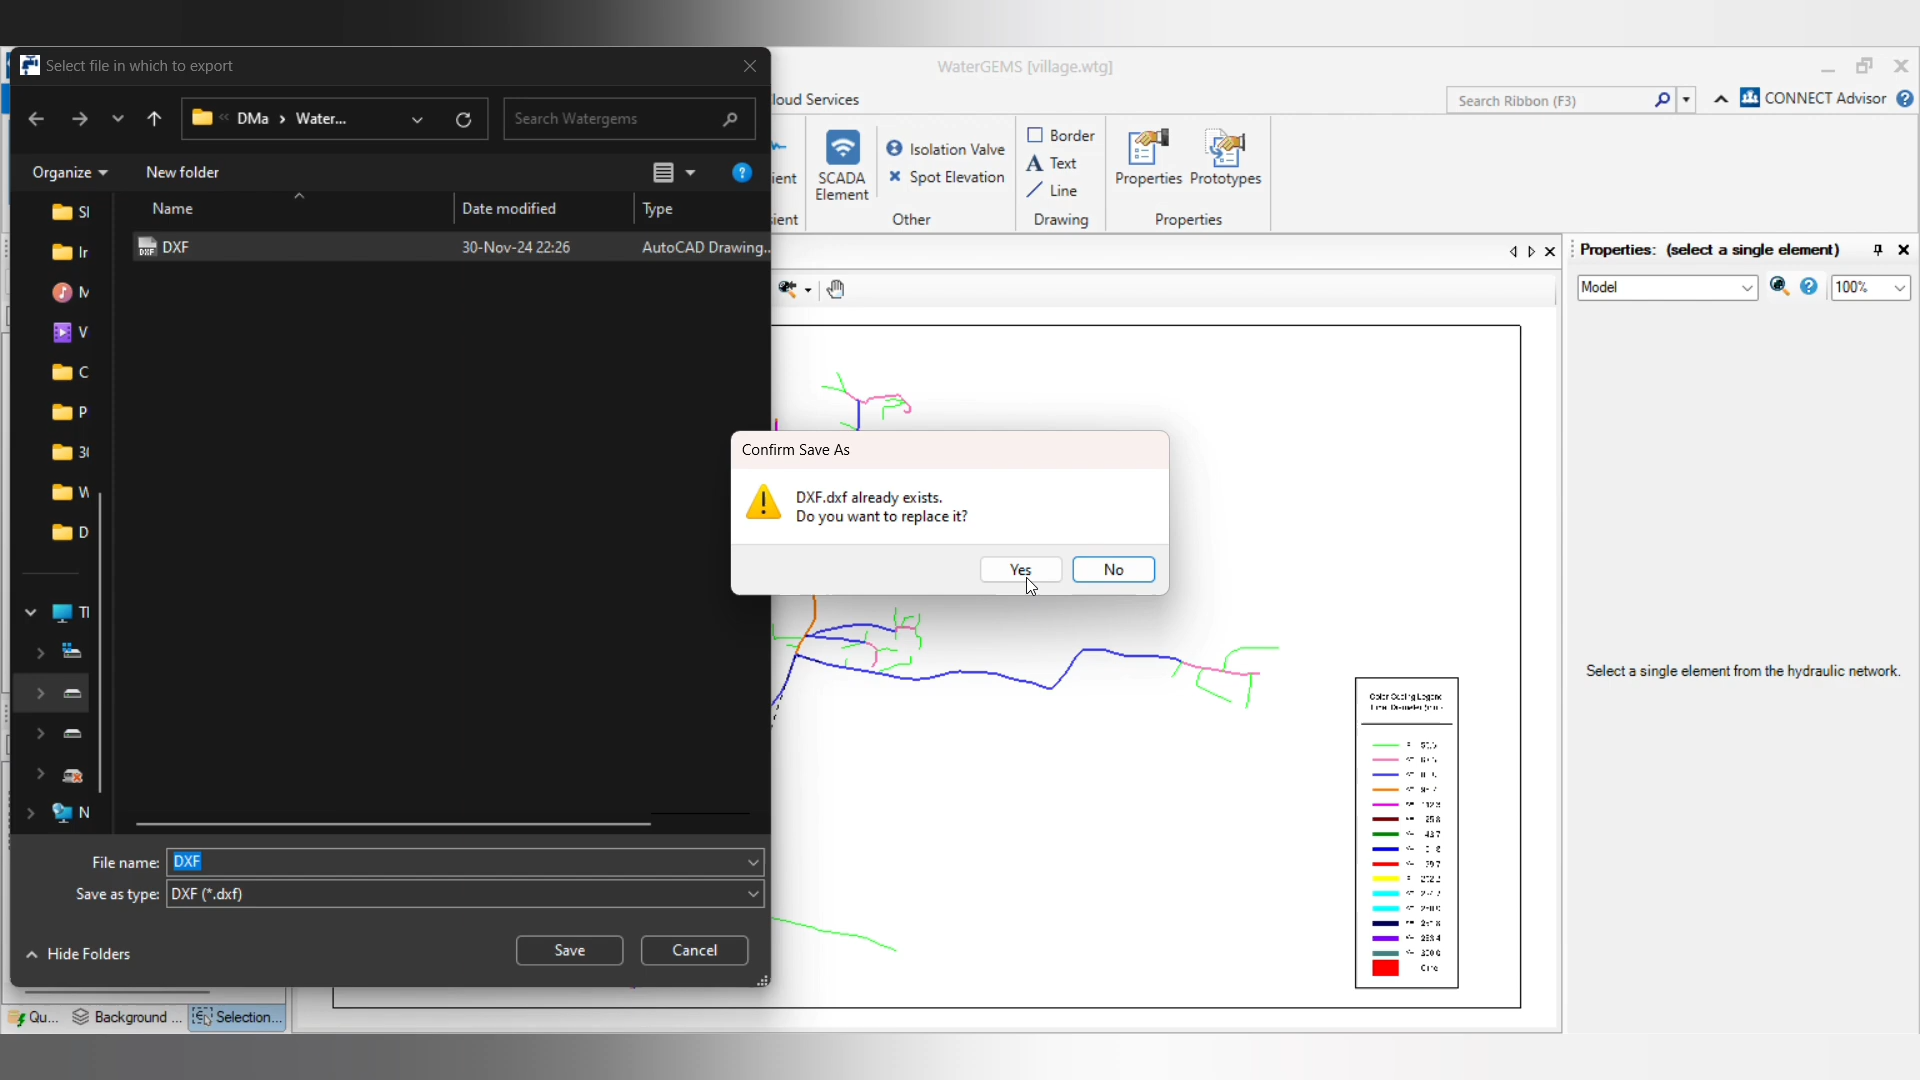 Select file in which to export
WaterGEMS [village.wtg]
loud Services
Search Ribbon (F3)
CONNECT Advisor
DMa
Water...
Search Watergems
Organize
New folder
Name
Date modified
Type
DXF
30-Nov-24 22:26
AutoCAD Drawing...
SCADA
Element
Isolation Valve
Spot Elevation
Other
Border
Text
Line
Drawing
Properties
Prototypes
Properties
Properties: (select a single element)
Model
100%
Select a single element from the hydraulic network.
Confirm Save As
DXF.dxf already exists.
Do you want to replace it?
Yes
No
File name:
DXF
Save as type:
DXF (*.dxf)
Hide Folders
Save
Cancel
Qu...
Background ...
Selection...